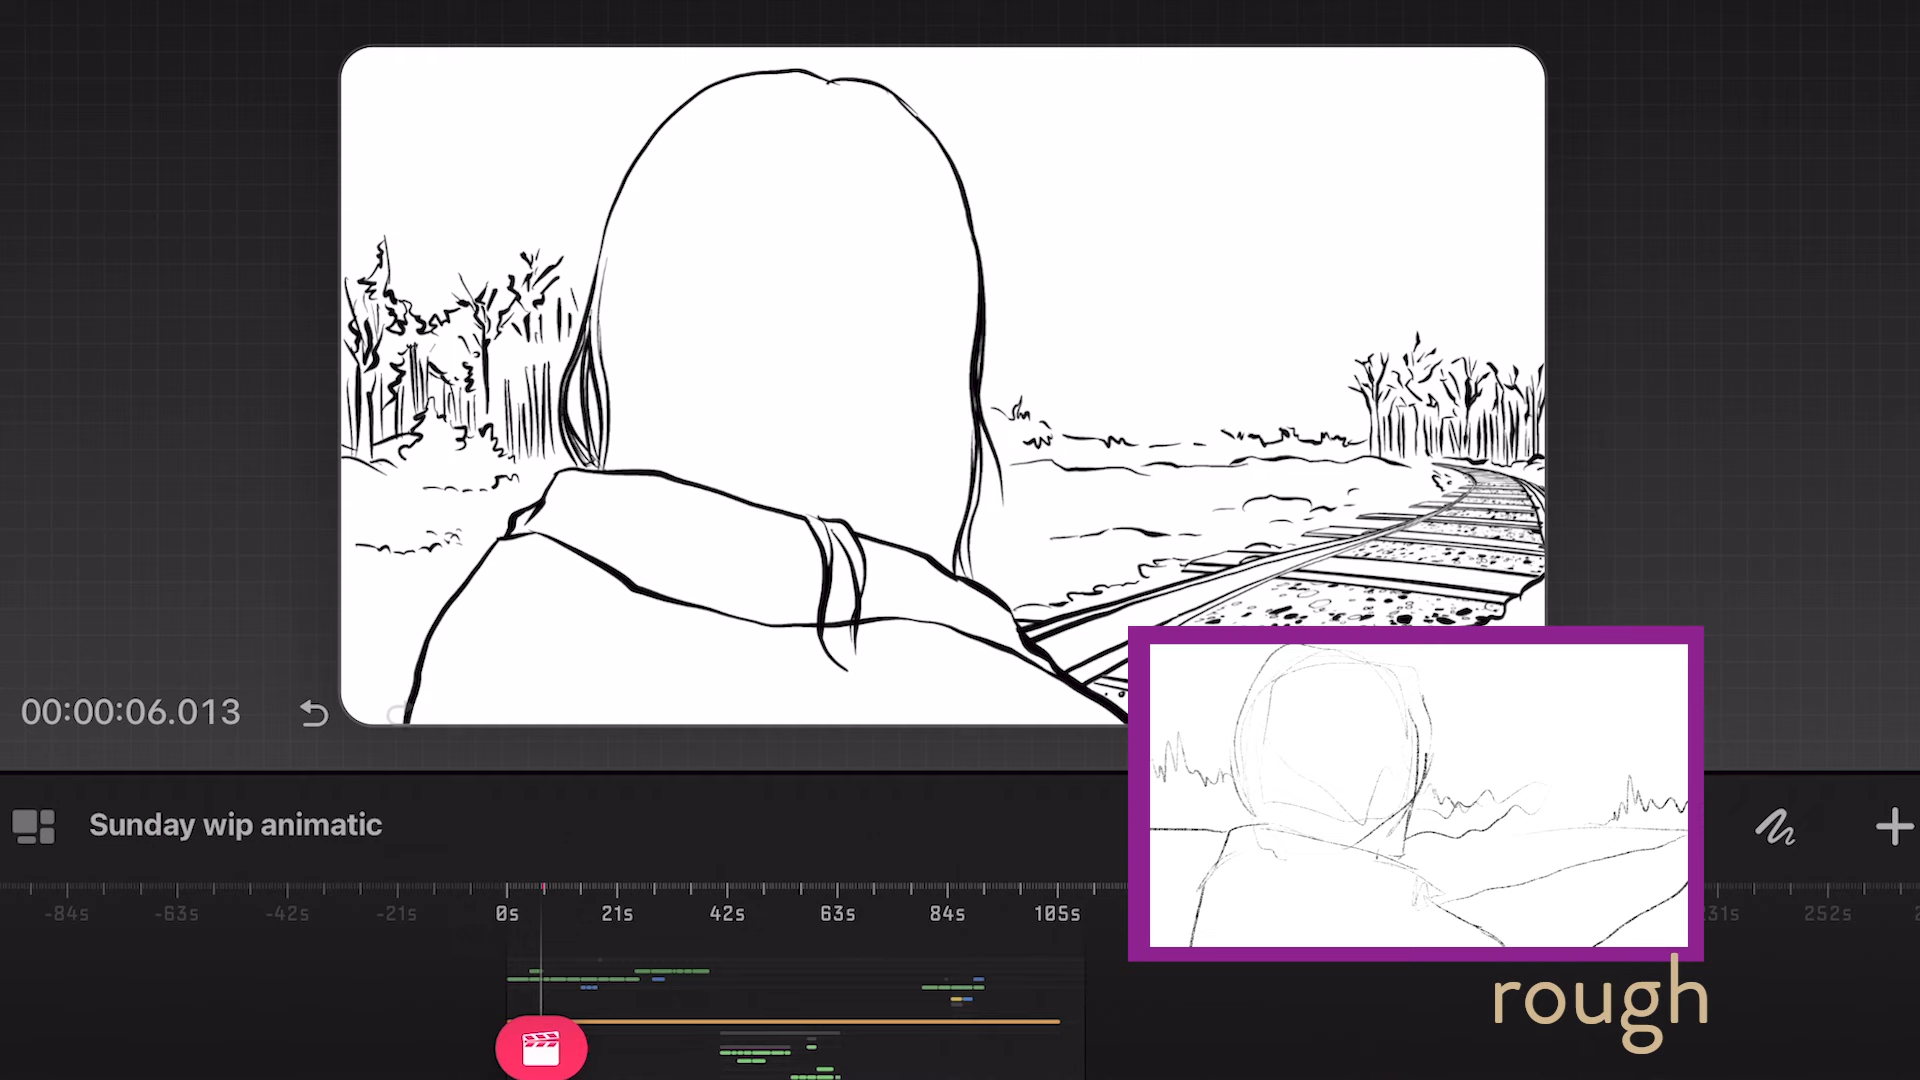 00:00:06.013
Sunday wip animatic
-84s -63s -42s -21s 0s 21s 42s 63s 84s 105s 252s
rough